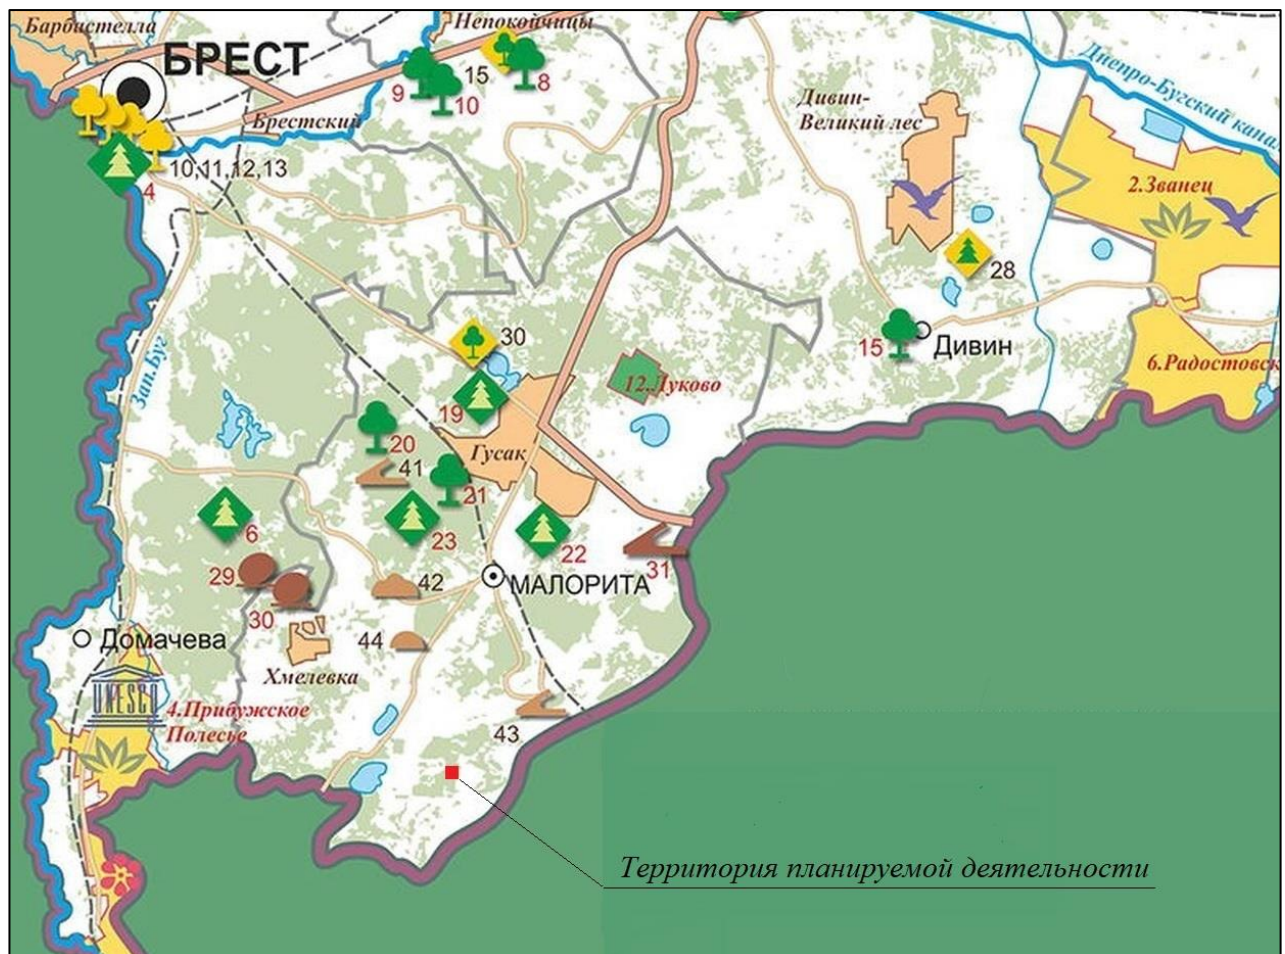 Барбистелла
Непокойчицы
БРЕСТ
15
8
9
10
Брестский
10,11,12,13
4
Дивин-
Великий лес
Днепро-Бугский канал
2.Званец
28
Зап.Буг
30
15
Дивин
12.Луково
6.Радостовск
19
20
Гусак
41
21
6
23
22
31
29
30
42
МАЛОРИТА
44
Домачева
Хмелевка
UNESCO
4.Прибужское
Полесье
43
Территория планируемой деятельности